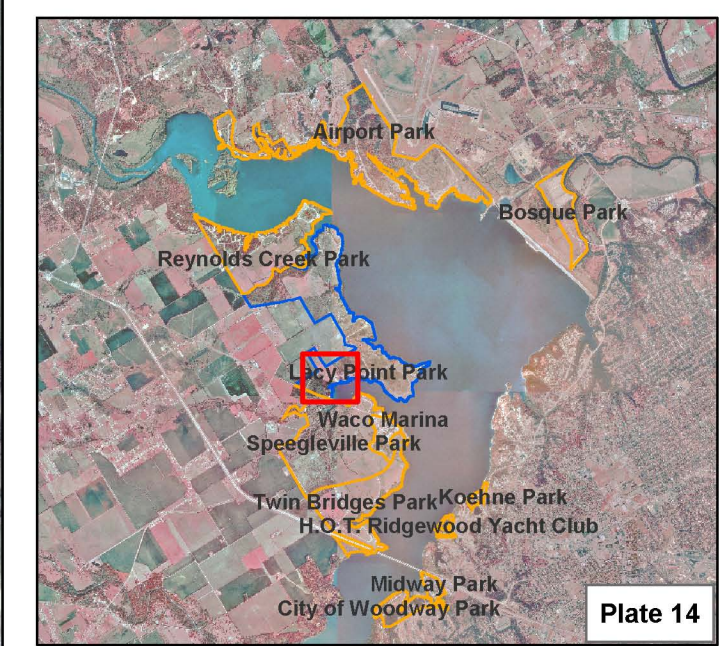 Airport Park
Bosque Park
Reynolds Creek Park
Lacy Point Park
Waco Marina
Speegleville Park
Twin Bridges Park
Koehne Park
H.O.T. Ridgewood Yacht Club
Midway Park
City of Woodway Park
Plate 14